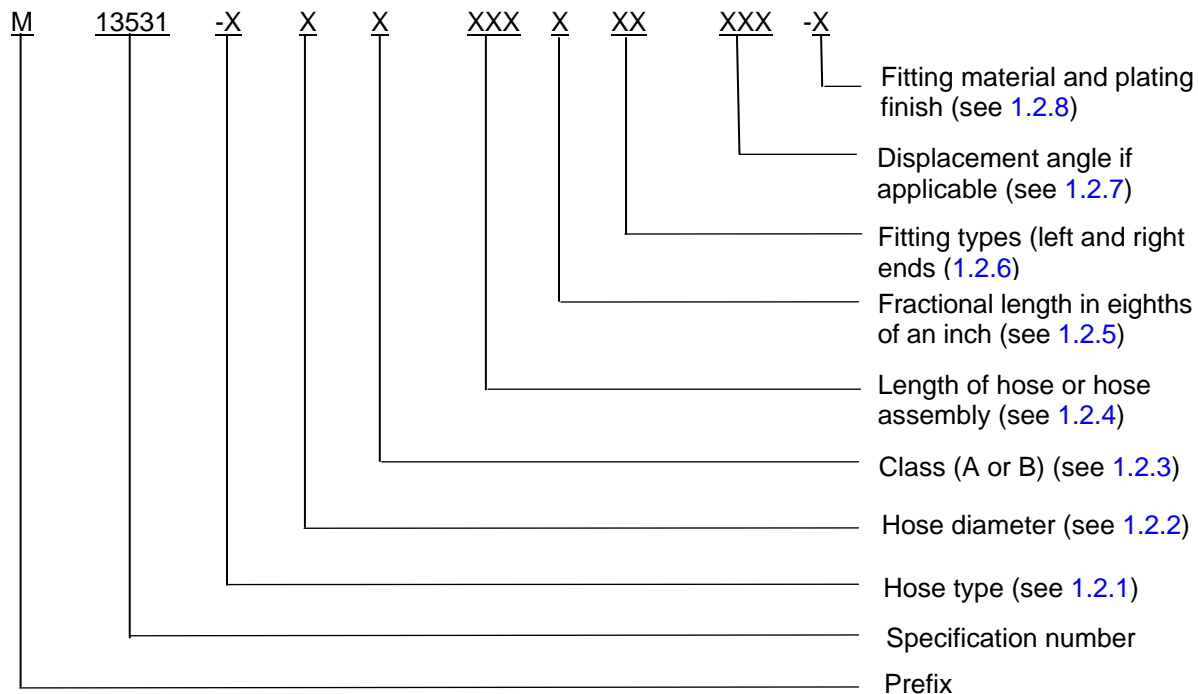 M 13531 -X X X XXX X XX XXX -X
Fitting material and plating
finish (see 1.2.8)
Displacement angle if
applicable (see 1.2.7)
Fitting types (left and right
ends (1.2.6)
Fractional length in eighths
of an inch (see 1.2.5)
Length of hose or hose
assembly (see 1.2.4)
Class (A or B) (see 1.2.3)
Hose diameter (see 1.2.2)
Hose type (see 1.2.1)
Specification number
Prefix